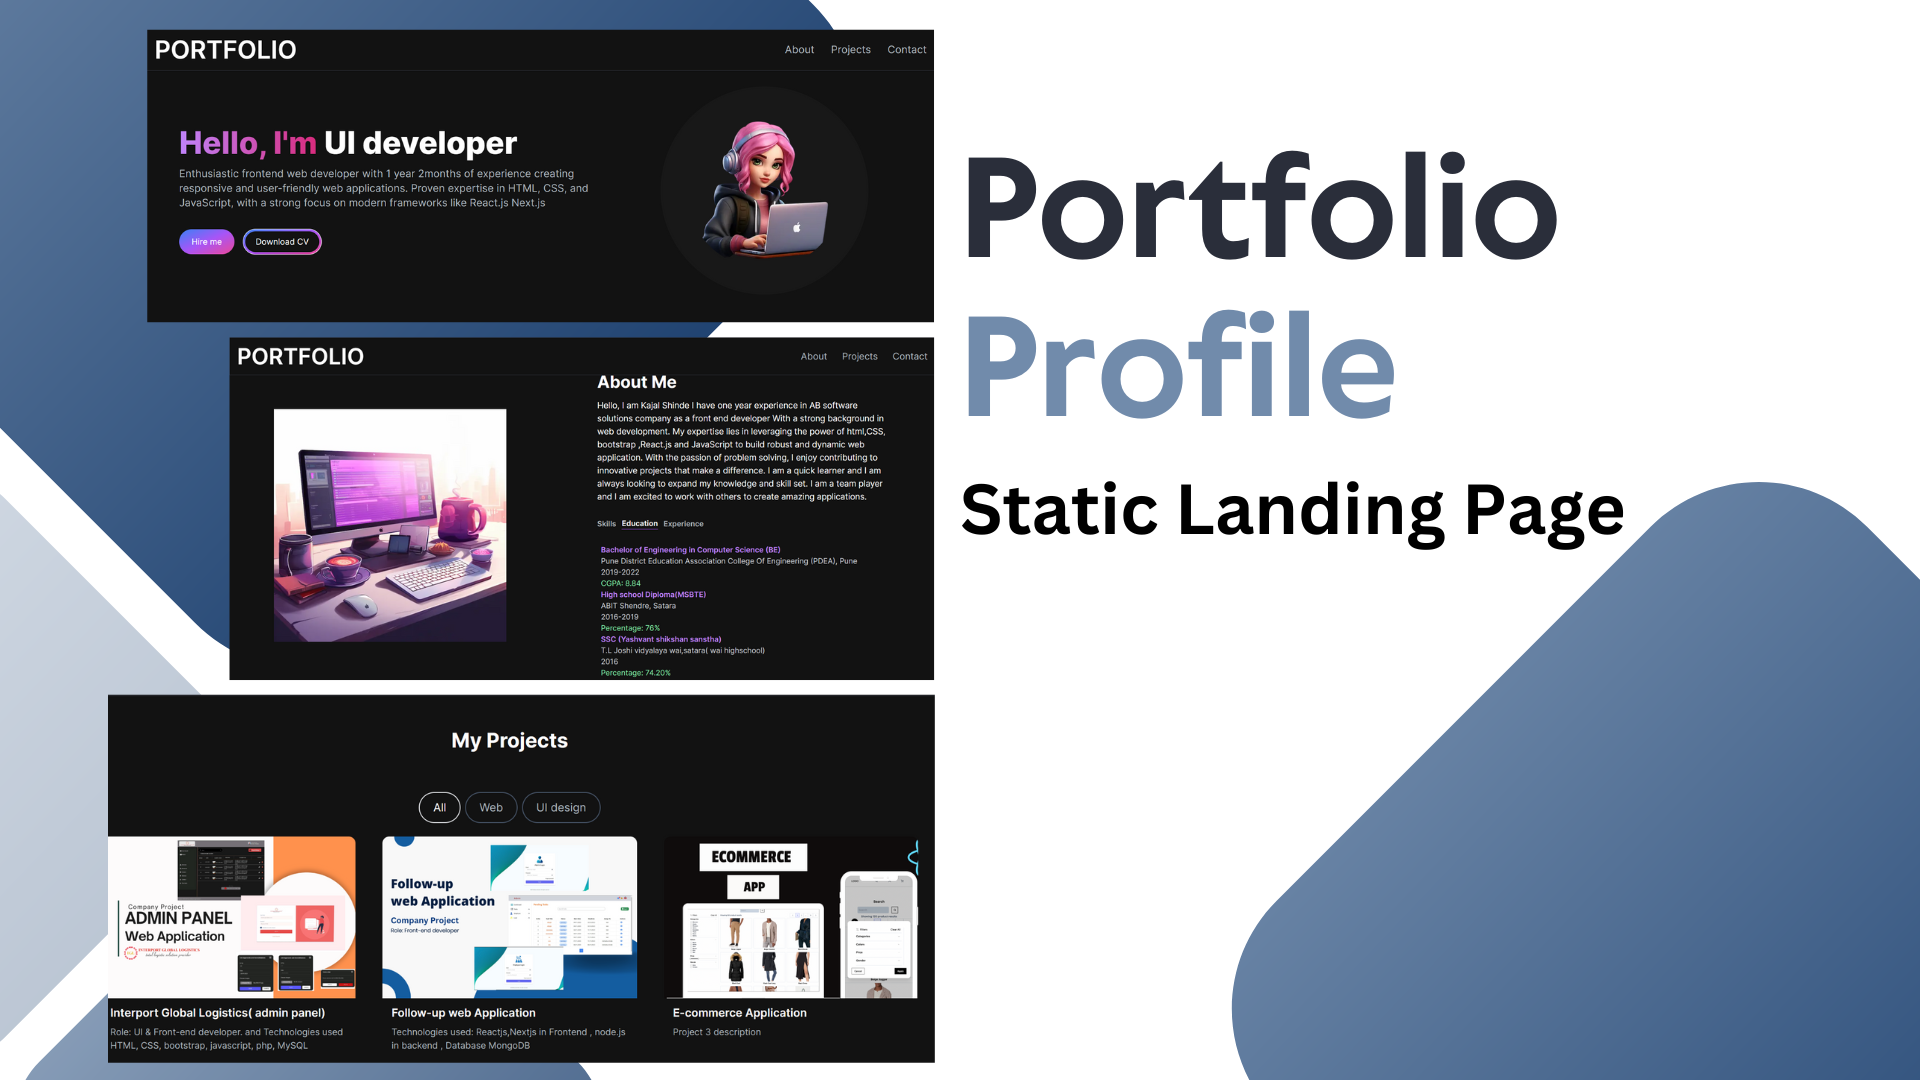 PORTFOLIO
About Projects Contact
Hello, I'm UI developer
Enthusiastic frontend web developer with 1 year 2months of experience creating
responsive and user-friendly web applications. Proven expertise in HTML, CSS, and
JavaScript, with a strong focus on modern frameworks like React.js Next.js
Hire me Download CV
PORTFOLIO
About Projects Contact
About Me
Hello, I am Kajal Shinde I have one year experience in AB software
solutions company as a front end developer With a strong background in
web development. My expertise lies in leveraging the power of html,CSS,
bootstrap ,React.js and JavaScript to build robust and dynamic web
application. With the passion of problem solving, I enjoy contributing to
innovative projects that make a difference. I am a quick learner and I am
always looking to expand my knowledge and skill set. I am a team player
and I am excited to work with others to create amazing applications.
Skills Education Experience
Bachelor of Engineering in Computer Science (BE)
Pune District Education Association College Of Engineering (PDEA), Pune
2019-2022
CGPA: 8.84
High school Diploma(MSBTE)
ABIT Shendre, Satara
2016-2019
Percentage: 76%
SSC (Yashvant shikshan sanstha)
T.L Joshi vidyalaya wai,satara( wai highschool)
2016
Percentage: 74.20%
My Projects
All Web UI design
Company Project
ADMIN PANEL
Web Application
INTERPORT GLOBAL LOGISTICS
Interport Global Logistics( admin panel)
Role: UI & Front-end developer. and Technologies used
HTML, CSS, bootstrap, javascript, php, MySQL
Follow-up
web Application
Company Project
Role: Front-end developer
Follow-up web Application
Technologies used: Reactjs,Nextjs in Frontend , node.js
in backend , Database MongoDB
ECOMMERCE
APP
Search
E-commerce Application
Project 3 description
Portfolio
Profile
Static Landing Page